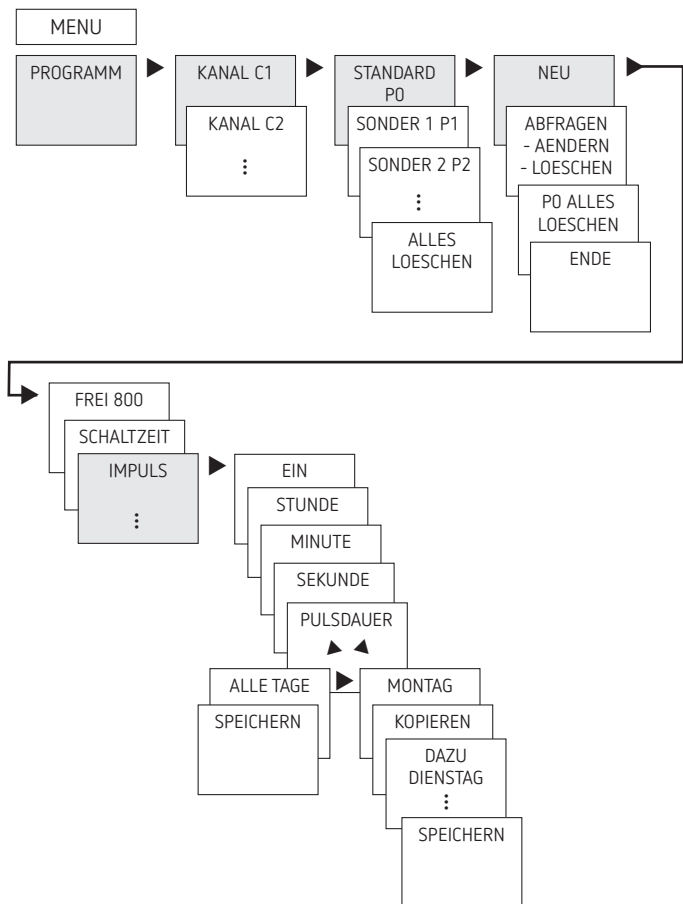 MENU
PROGRAMM
KANAL C1
KANAL C2
STANDARD
P0
SONDER 1 P1
SONDER 2 P2
ALLES
LOESCHEN
NEU
ABFRAGEN
- AENDERN
- LOESCHEN
P0 ALLES
LOESCHEN
ENDE
FREI 800
SCHALTZEIT
IMPULS
EIN
STUNDE
MINUTE
SEKUNDE
PULSDAUER
ALLE TAGE
SPEICHERN
MONTAG
KOPIEREN
DAZU
DIENSTAG
SPEICHERN